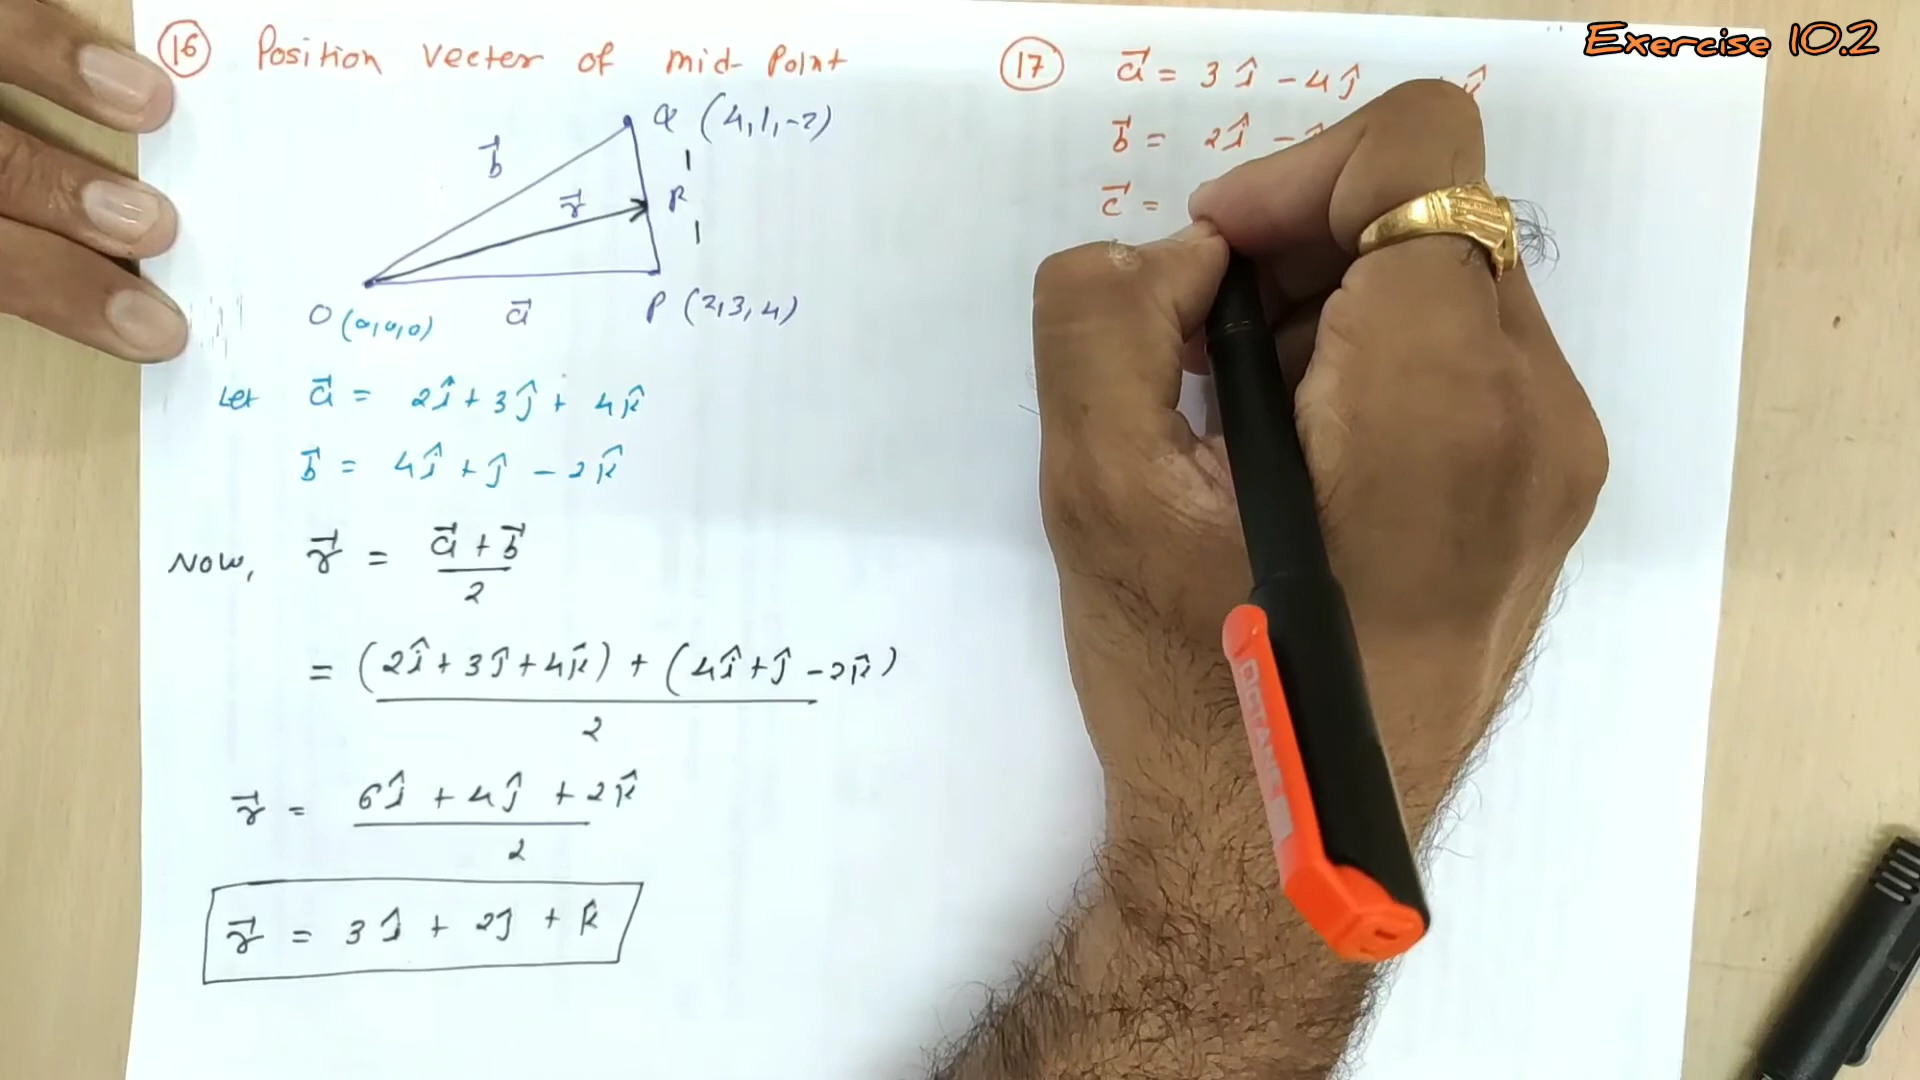 Exercise 10.2
16 Position vector of mid-point
Q (4,1,-2)
b⃗
1
r⃗
R
1
O (0,0,0)
a⃗
P (2,3,4)
Let a⃗ = 2î + 3ĵ + 4k̂
b⃗ = 4î + ĵ - 2k̂
Now, r⃗ = (a⃗ + b⃗)/2
= (2î + 3ĵ + 4k̂) + (4î + ĵ - 2k̂) / 2
r⃗ = 6î + 4ĵ + 2k̂ / 2
r⃗ = 3î + 2ĵ + k̂
17 a⃗ = 3î - 4ĵ
b⃗ = 2î -
c⃗ =